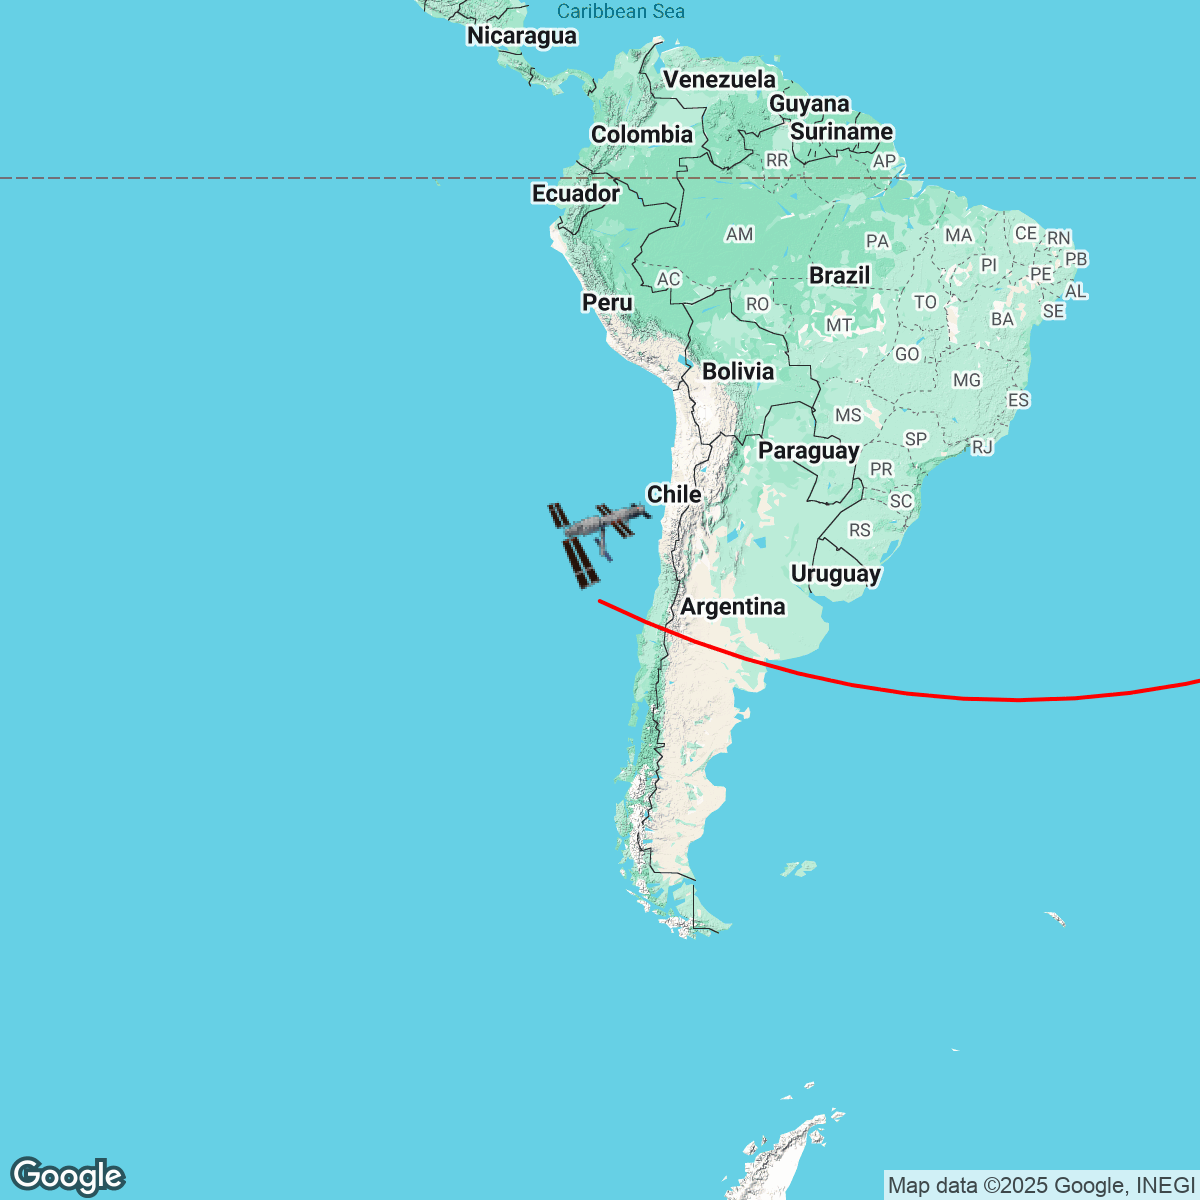 Caribbean Sea
Nicaragua
Venezuela
Guyana
Colombia
Suriname
RR
AP
Ecuador
AM
PA
MA
CE
RN
PI
PB
Brazil
PE
AC
AL
Peru
RO
TO
SE
MT
BA
GO
Bolivia
MG
ES
MS
SP
RJ
Paraguay
PR
Chile
SC
RS
Uruguay
Argentina
Google
Map data ©2025 Google, INEGI